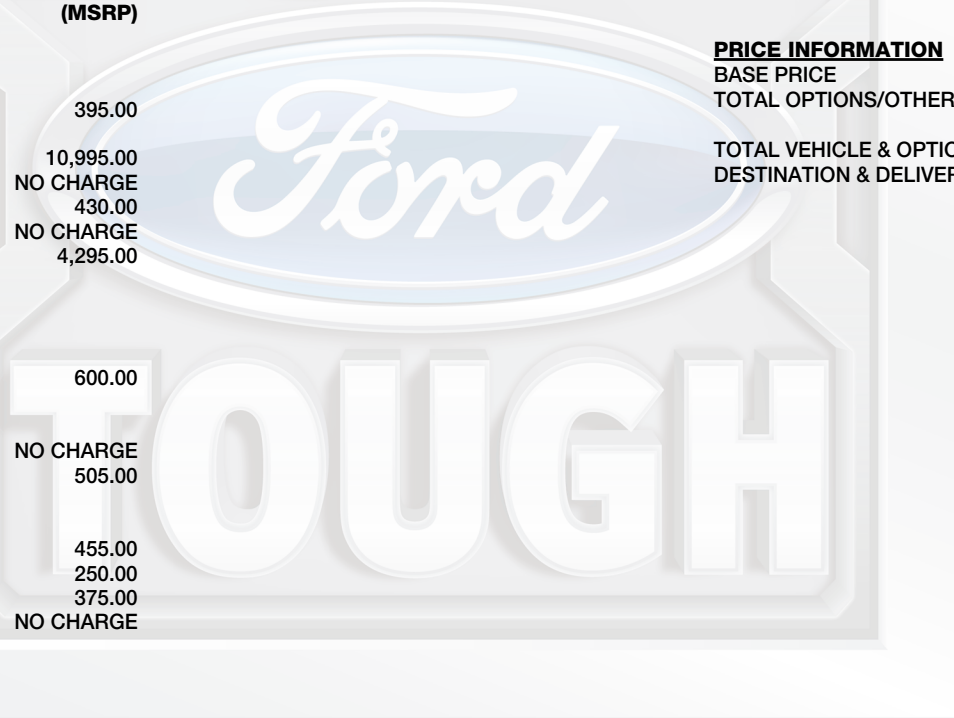 (MSRP)
395.00
10,995.00
NO CHARGE
430.00
NO CHARGE
4,295.00
600.00
NO CHARGE
505.00
455.00
250.00
375.00
NO CHARGE
PRICE INFORMATION
BASE PRICE
TOTAL OPTIONS/OTHER
TOTAL VEHICLE & OPTIO
DESTINATION & DELIVER
Ford
TOUGH